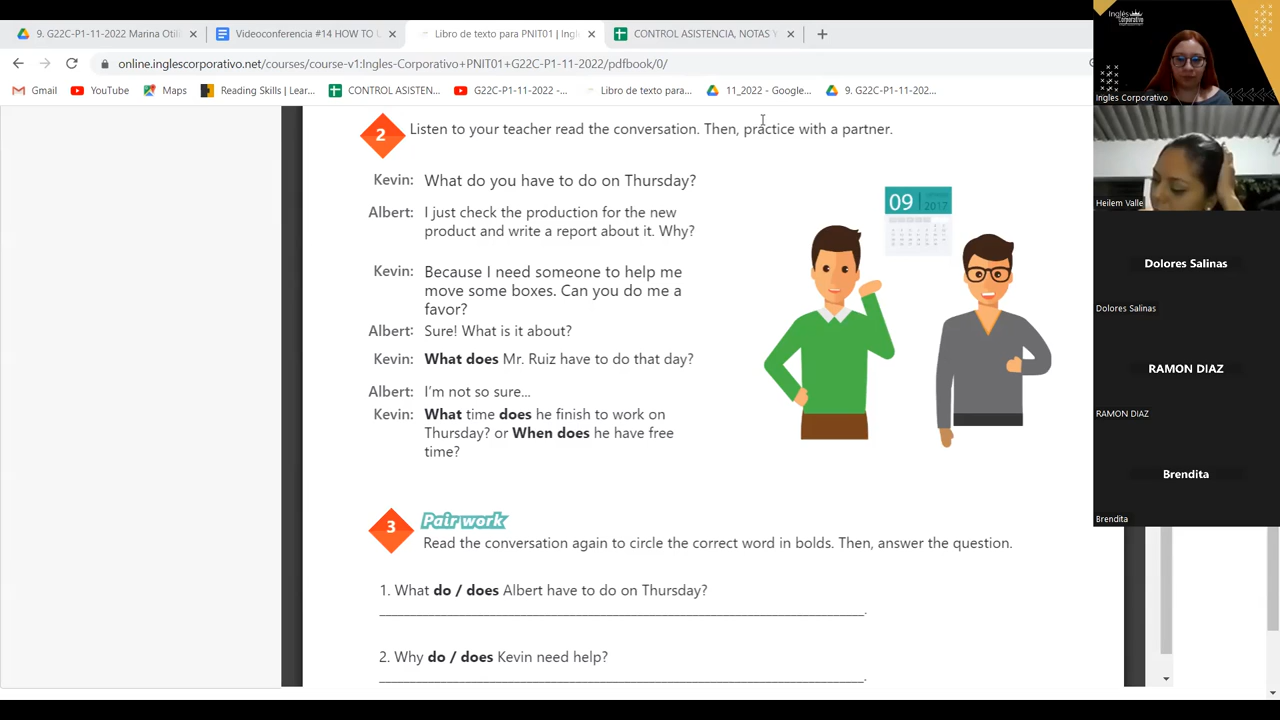 9. G22C-P1-11-2022 Marina Otil
Videoconferencia #14 HOW TO L
Libro de texto para PNIT01 | Ingl
CONTROL ASISTENCIA, NOTAS Y
online.inglescorporativo.net/courses/course-v1:Ingles-Corporativo+PNIT01+G22C-P1-11-2022/pdfbook/0/
Gmail
YouTube
Maps
Reading Skills | Lear...
CONTROL ASISTEN...
G22C-P1-11-2022 -...
Libro de texto para...
11_2022 - Google...
9. G22C-P1-11-202...
2
Listen to your teacher read the conversation. Then, practice with a partner.
Kevin: What do you have to do on Thursday?
Albert: I just check the production for the new
product and write a report about it. Why?
Kevin: Because I need someone to help me
move some boxes. Can you do me a
favor?
Albert: Sure! What is it about?
Kevin: What does Mr. Ruiz have to do that day?
Albert: I'm not so sure...
Kevin: What time does he finish to work on
Thursday? or When does he have free
time?
09
2017
3
Pair work
Read the conversation again to circle the correct word in bolds. Then, answer the question.
1. What do / does Albert have to do on Thursday?
2. Why do / does Kevin need help?
Inglés
Corporativo
Ingles Corporativo
Heilem Valle
Dolores Salinas
Dolores Salinas
RAMON DIAZ
RAMON DIAZ
Brendita
Brendita